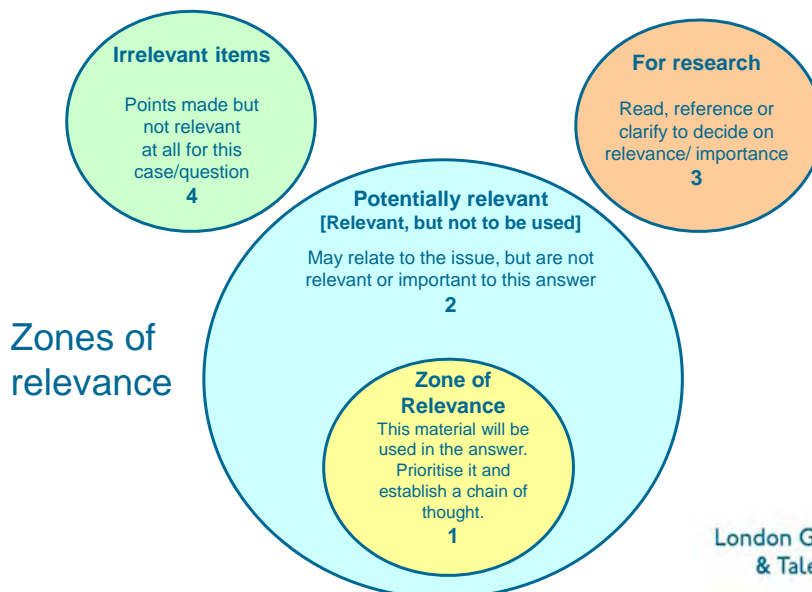 Irrelevant items
Points made but
not relevant
at all for this
case/question
4
For research
Read, reference or
clarify to decide on
relevance/ importance
3
Potentially relevant
[Relevant, but not to be used]
May relate to the issue, but are not
relevant or important to this answer
2
Zones of
relevance
Zone of
Relevance
This material will be
used in the answer.
Prioritise it and
establish a chain of
thought.
1
London G
& Tale